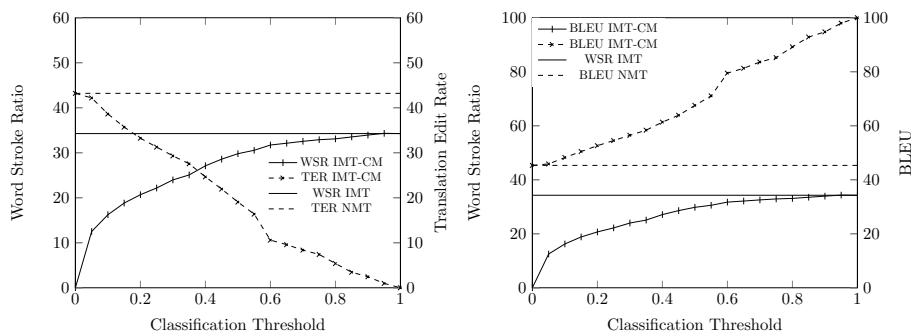 60
50
40
30
20
10
0
Word Stroke Ratio
WSR IMT-CM
TER IMT-CM
WSR IMT
TER NMT
60
50
40
30
20
10
0
Translation Edit Rate
0 0.2 0.4 0.6 0.8 1
Classification Threshold
100
80
60
40
20
0
Word Stroke Ratio
BLEU IMT-CM
BLEU IMT-CM
WSR IMT
BLEU NMT
100
80
60
40
20
0
BLEU
0 0.2 0.4 0.6 0.8 1
Classification Threshold